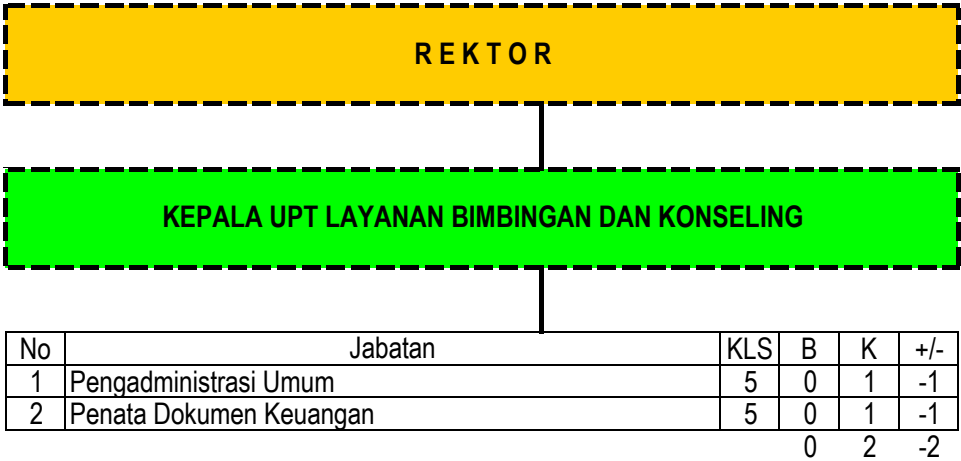 R E K T O R
KEPALA UPT LAYANAN BIMBINGAN DAN KONSELING
No Jabatan KLS B K +/-
1 Pengadministrasi Umum 5 0 1 -1
2 Penata Dokumen Keuangan 5 0 1 -1
0 2 -2